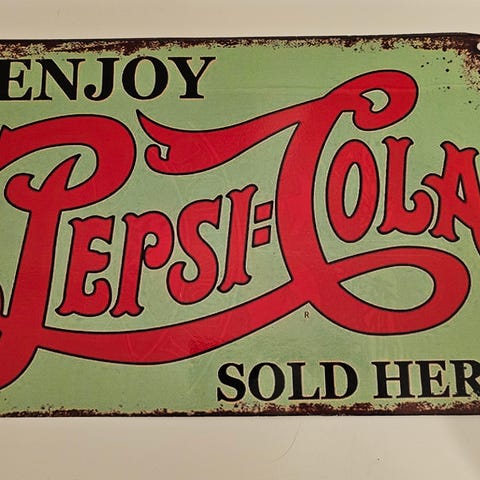 ENJOY
PEPSI=COLA
®
SOLD HER